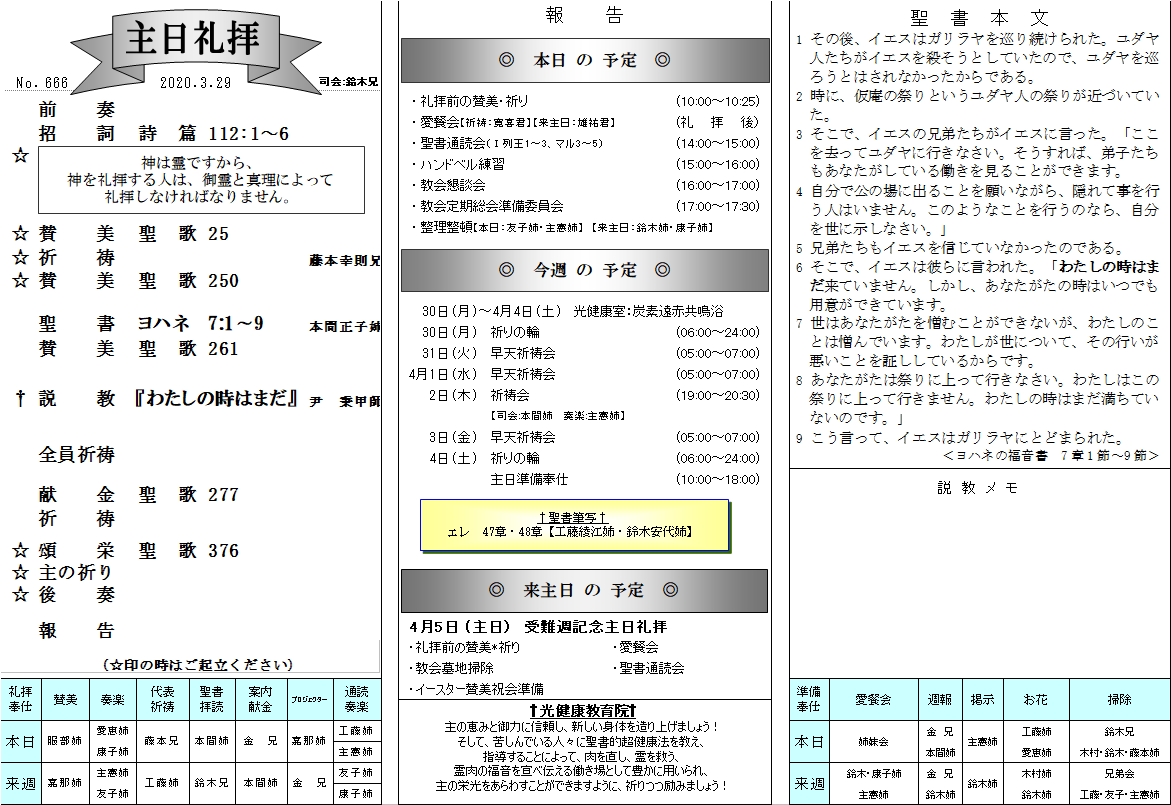 主日礼拝
No. 666
2020.3.29
司会:鈴木兄
前 奏
招 詞 詩 篇 112:1～6
☆ 神は霊ですから、
神を礼拝する人は、御霊と真理によって
礼拝しなければなりません。
☆ 賛 美 聖 歌 25
☆ 祈 祷 藤本幸則兄
☆ 賛 美 聖 歌 250
聖 書 ヨハネ 7:1～9 本間正子姉
賛 美 聖 歌 261
† 説 教 『わたしの時はまだ』 尹 秉甲師
全員祈祷
献 金 聖 歌 277
祈 祷
☆ 頌 栄 聖 歌 376
☆ 主の祈り
☆ 後 奏
報 告
(☆印の時はご起立ください)
礼拝奉仕 賛美 奏楽 代表祈祷 聖書拝読 案内献金 プロジェクター 通読奏楽
本日 眼部姉 愛恵姉 康子姉 藤本兄 本間姉 金 兄 嘉那姉 工藤姉 主憲姉
来週 嘉那姉 主憲姉 友子姉 工藤姉 鈴木兄 本間姉 金 兄 友子姉 康子姉
報 告
◎ 本日 の 予定 ◎
・礼拝前の賛美・祈り (10:00～10:25)
・愛餐会【祈祷:寛喜君】【来主日:雄祐君】 (礼 拝 後)
・聖書通読会(Ⅰ列王1～3、マル3～5) (14:00～15:00)
・ハンドベル練習 (15:00～16:00)
・教会懇談会 (16:00～17:00)
・教会定期総会準備委員会 (17:00～17:30)
・整理整頓【本日:友子姉・主憲姉】【来主日:鈴木姉・康子姉】
◎ 今週 の 予定 ◎
30日(月)～4月4日(土) 光健康室:炭素遠赤共鳴浴
30日(月) 祈りの輪 (06:00～24:00)
31日(火) 早天祈祷会 (05:00～07:00)
4月1日(水) 早天祈祷会 (05:00～07:00)
2日(木) 祈祷会 (19:00～20:30)
【司会:本間姉 奏楽:主憲姉】
3日(金) 早天祈祷会 (05:00～07:00)
4日(土) 祈りの輪 (06:00～24:00)
主日準備奉仕 (10:00～18:00)
†聖書筆写†
エレ 47章・48章【工藤綾江姉・鈴木安代姉】
◎ 来主日 の 予定 ◎
4月5日(主日) 受難週記念主日礼拝
・礼拝前の賛美*祈り ・愛餐会
・教会墓地掃除 ・聖書通読会
・イースター賛美祝会準備
†光健康教育院†
主の恵みと御力に信頼し、新しい身体を造り上げましょう!
そして、苦しんでいる人々に聖書的超健康法を教え、
指導することによって、肉を直し、霊を救う、
霊肉の福音を宣べ伝える働き場として豊かに用いられ、
主の栄光をあらわすことができますように、祈りつつ励みましょう!
聖 書 本 文
1 その後、イエスはガリラヤを巡り続けられた。ユダヤ
人たちがイエスを殺そうとしていたので、ユダヤを巡
ろうとはされなかったからである。
2 時に、仮庵の祭りというユダヤ人の祭りが近づいてい
た。
3 そこで、イエスの兄弟たちがイエスに言った。「ここ
を去ってユダヤに行きなさい。そうすれば、弟子たち
もあなたがしている働きを見ることができます。
4 自分で公の場に出ることを願いながら、隠れて事を行
う人はいません。このようなことを行うのなら、自分
を世に示しなさい。」
5 兄弟たちもイエスを信じていなかったのである。
6 そこで、イエスは彼らに言われた。「わたしの時はま
だ来ていません。しかし、あなたがたの時はいつでも
用意ができています。
7 世はあなたがたを憎むことができないが、わたしのこ
とは憎んでいます。わたしが世について、その行いが
悪いことを証ししているからです。
8 あなたがたは祭りに上って行きなさい。わたしはこの
祭りに上って行きません。わたしの時はまだ満ちてい
ないのです。」
9 こう言って、イエスはガリラヤにとどまられた。
＜ヨハネの福音書 7章1節～9節＞
説 教 メ モ
準備奉仕 愛餐会 週報 掲示 お花 掃除
本日 姉妹会 金 兄 本間姉 主憲姉 工藤姉 愛恵姉 鈴木兄 木村・鈴木・藤本姉
来週 鈴木・康子姉 主憲姉 金 兄 鈴木姉 鈴木姉 木村姉 鈴木姉 兄弟会 工藤・友子・主憲姉